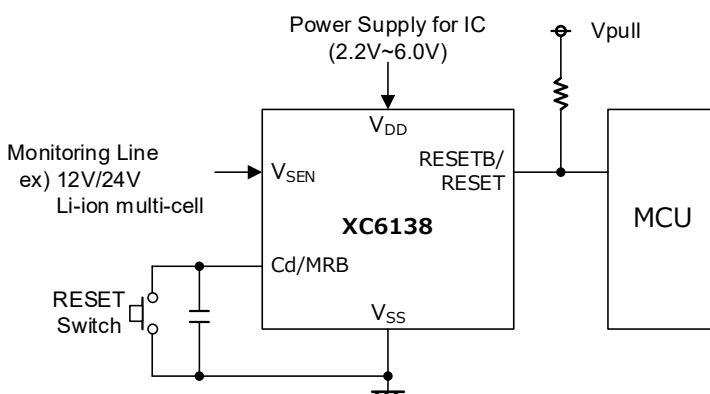 Power Supply for IC
(2.2V~6.0V)
Vpull
VDD
Monitoring Line
ex) 12V/24V
Li-ion multi-cell
VSEN
RESETB/
RESET
XC6138
MCU
Cd/MRB
RESET
Switch
VSS